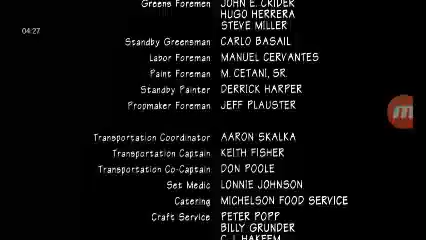 Greens Foremen JOHN E. CRIDER
HUGO HERRERA
STEVE MILLER
04:27
Standby Greensman CARLO BASAIL
Labor Foreman MANUEL CERVANTES
Paint Foreman M. CETANI, SR.
Standby Painter DERRICK HARPER
Propmaker Foreman JEFF PLAUSTER
Transportation Coordinator AARON SKALKA
Transportation Captain KEITH FISHER
Transportation Co-Captain DON POOLE
Set Medic LONNIE JOHNSON
Catering MICHELSON FOOD SERVICE
Craft Service PETER POPP
BILLY GRUNDER
C.J. HAKEEM